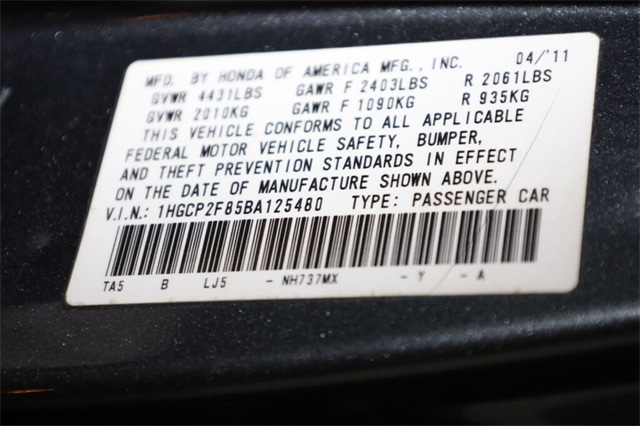 MFD. BY HONDA OF AMERICA MFG., INC. 04/'11
GVWR 4431LBS GAWR F 2403LBS R 2061LBS
GVWR 2010KG GAWR F 1090KG R 935KG
THIS VEHICLE CONFORMS TO ALL APPLICABLE
FEDERAL MOTOR VEHICLE SAFETY, BUMPER,
AND THEFT PREVENTION STANDARDS IN EFFECT
ON THE DATE OF MANUFACTURE SHOWN ABOVE.
V.I.N.: 1HGCP2F85BA125480 TYPE: PASSENGER CAR
TA5 B LJ5 - NH737MX - Y - A